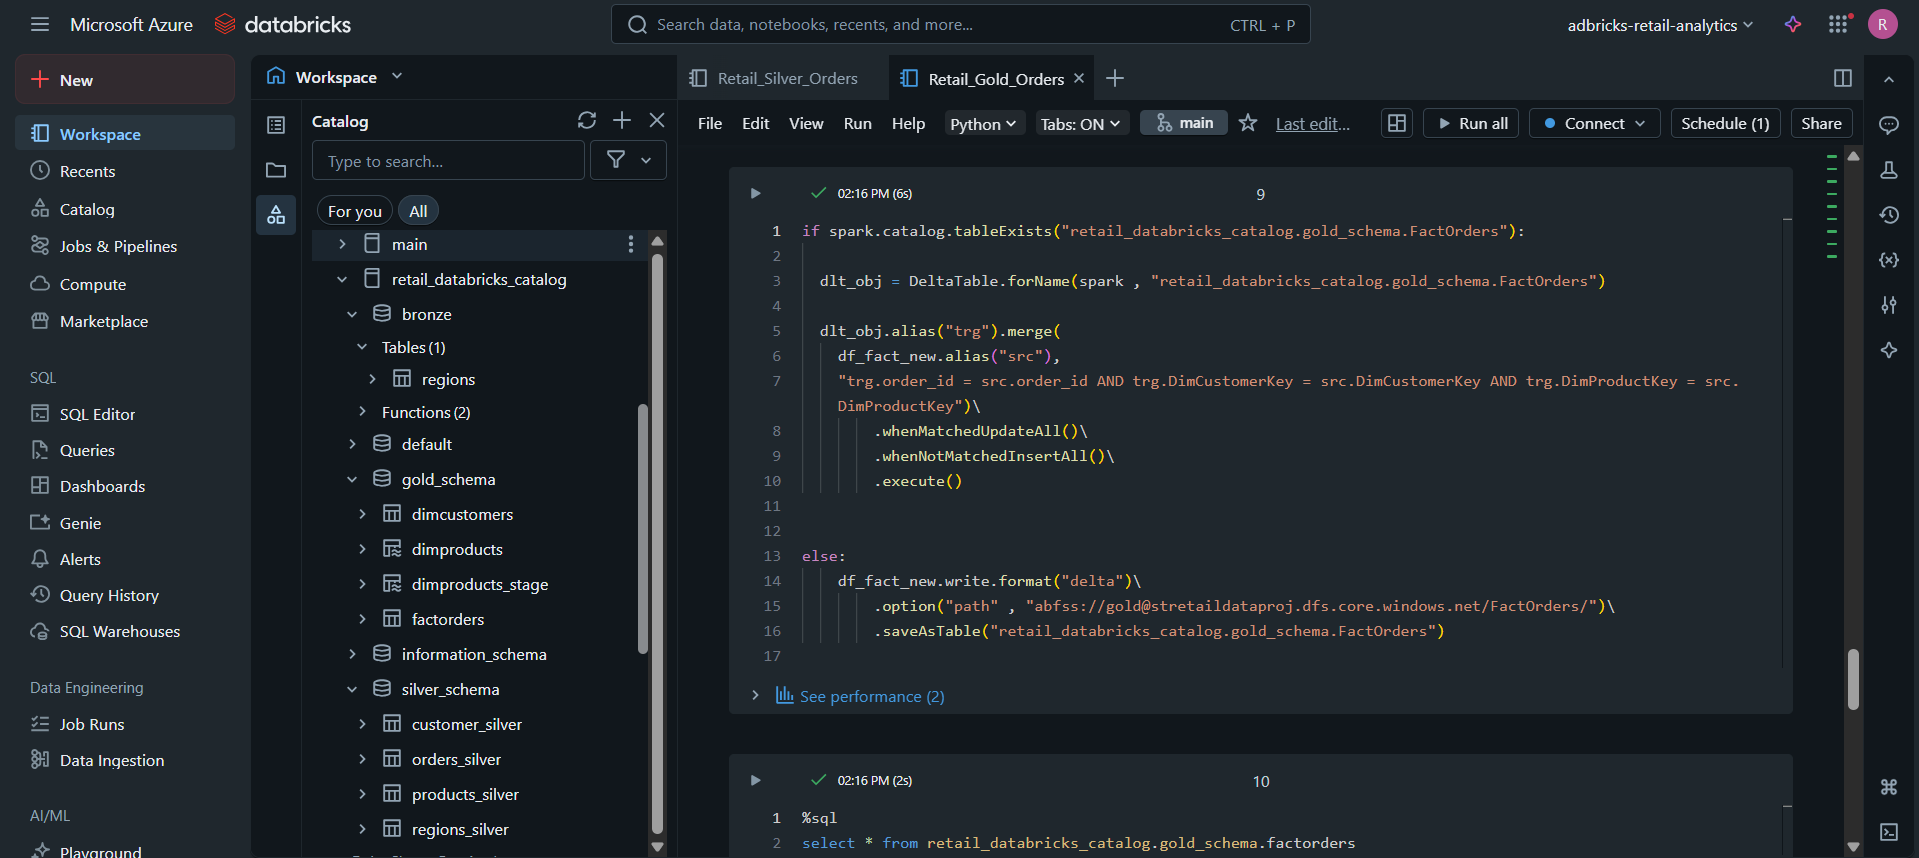 Microsoft Azure
databricks
Search data, notebooks, recents, and more...
CTRL + P
adbricks-retail-analytics
R
New
Workspace
Recents
Catalog
Jobs & Pipelines
Compute
Marketplace
SQL
SQL Editor
Queries
Dashboards
Genie
Alerts
Query History
SQL Warehouses
Data Engineering
Job Runs
Data Ingestion
AI/ML
Playground
Workspace
Catalog
Type to search...
For you
All
main
retail_databricks_catalog
bronze
Tables (1)
regions
Functions (2)
default
gold_schema
dimcustomers
dimproducts
dimproducts_stage
factorders
information_schema
silver_schema
customer_silver
orders_silver
products_silver
regions_silver
Retail_Silver_Orders
Retail_Gold_Orders
File
Edit
View
Run
Help
Python
Tabs: ON
main
Last edit...
Run all
Connect
Schedule (1)
Share
02:16 PM (6s)
9
1 if spark.catalog.tableExists("retail_databricks_catalog.gold_schema.FactOrders"):
2
3 dlt_obj = DeltaTable.forName(spark , "retail_databricks_catalog.gold_schema.FactOrders")
4
5 dlt_obj.alias("trg").merge(
6 df_fact_new.alias("src"),
7 "trg.order_id = src.order_id AND trg.DimCustomerKey = src.DimCustomerKey AND trg.DimProductKey = src.
DimProductKey")\
8 .whenMatchedUpdateAll()\
9 .whenNotMatchedInsertAll()\
10 .execute()
11
12
13 else:
14 df_fact_new.write.format("delta")\
15 .option("path" , "abfss://gold@stretaildataproj.dfs.core.windows.net/FactOrders/")\
16 .saveAsTable("retail_databricks_catalog.gold_schema.FactOrders")
17
See performance (2)
02:16 PM (2s)
10
1 %sql
2 select * from retail_databricks_catalog.gold_schema.factorders